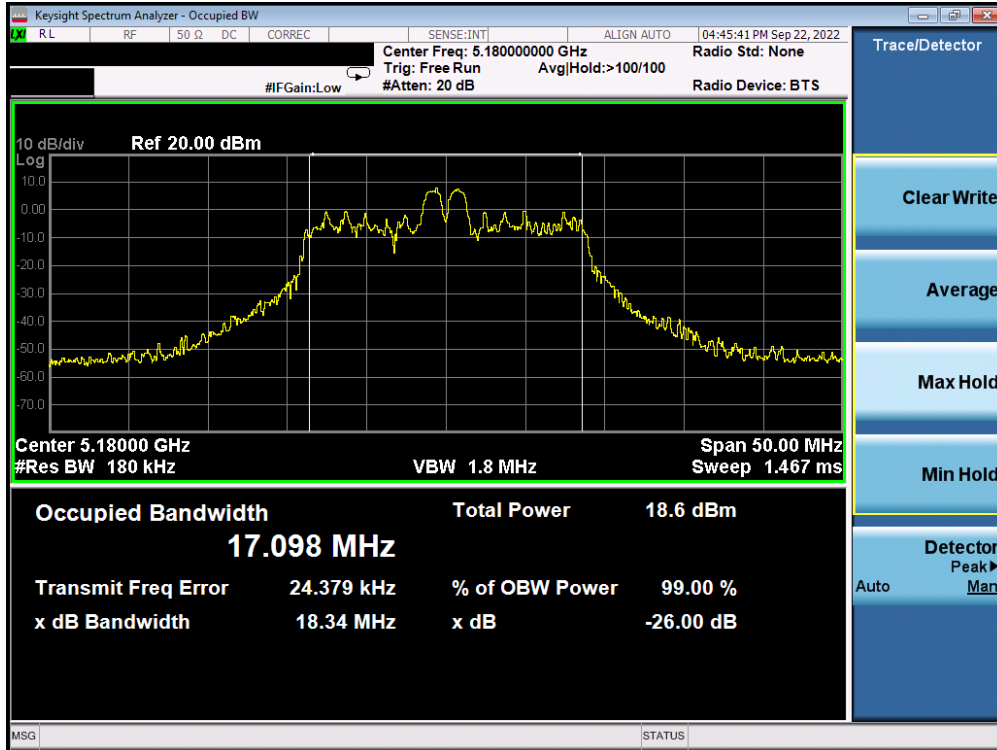 Keysight Spectrum Analyzer - Occupied BW
LXI RL RF 50 Ω DC CORREC SENSE:INT ALIGN AUTO 04:45:41 PM Sep 22, 2022
Center Freq: 5.180000000 GHz Radio Std: None
Trig: Free Run Avg|Hold:>100/100
#IFGain:Low #Atten: 20 dB Radio Device: BTS
Trace/Detector
10 dB/div Ref 20.00 dBm
Log
10.0
0.00
-10.0
-20.0
-30.0
-40.0
-50.0
-60.0
-70.0
Center 5.18000 GHz Span 50.00 MHz
#Res BW 180 kHz VBW 1.8 MHz Sweep 1.467 ms
Occupied Bandwidth Total Power 18.6 dBm
17.098 MHz
Transmit Freq Error 24.379 kHz % of OBW Power 99.00 %
x dB Bandwidth 18.34 MHz x dB -26.00 dB
Clear Write
Average
Max Hold
Min Hold
Detector
Peak▶
Auto Man
MSG STATUS